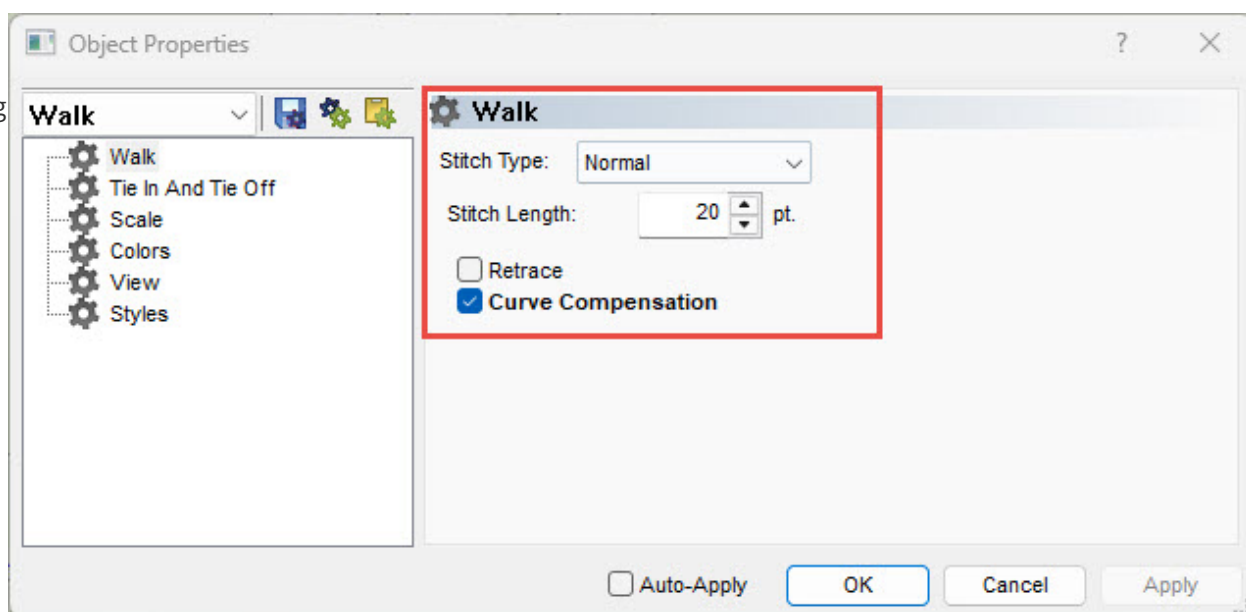 Object Properties
?
g
Walk
Walk
Tie In And Tie Off
Scale
Colors
View
Styles
Walk
Stitch Type: Normal
Stitch Length: 20 pt.
Retrace
Curve Compensation
Auto-Apply OK Cancel Apply